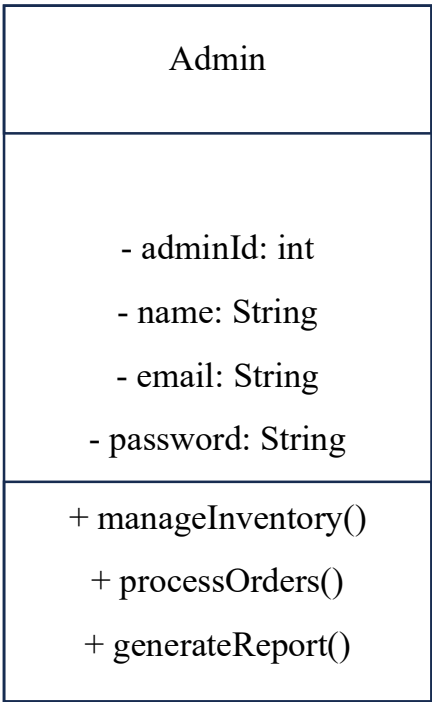 Admin
- adminId: int
- name: String
- email: String
- password: String
+ manageInventory()
+ processOrders()
+ generateReport()